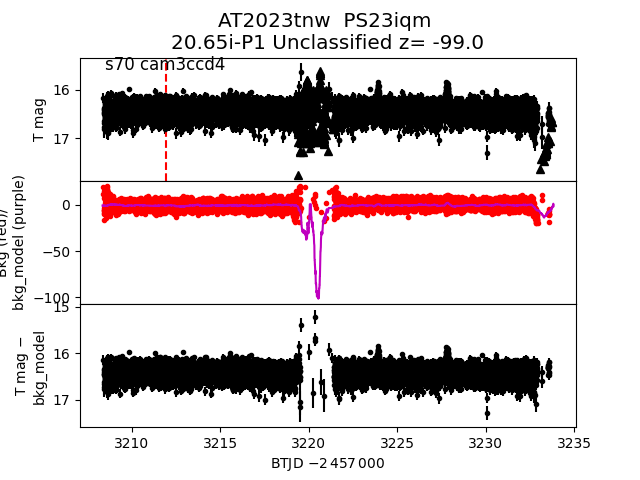 AT2023tnw PS23iqm
20.65i-P1 Unclassified z= -99.0
s70 cam3ccd4
16
17
T mag
0
−50
−100
Bkg (red)/
bkg_model (purple)
15
16
17
T mag −
bkg_model
3210 3215 3220 3225 3230 3235
BTJD −2 457 000